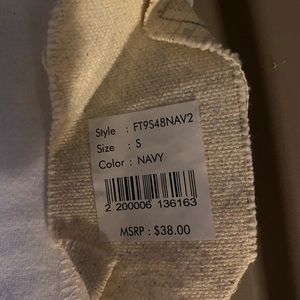 Style : FT9S48NAV2
Size : S
Color : NAVY
2 200006 136163
MSRP : $38.00